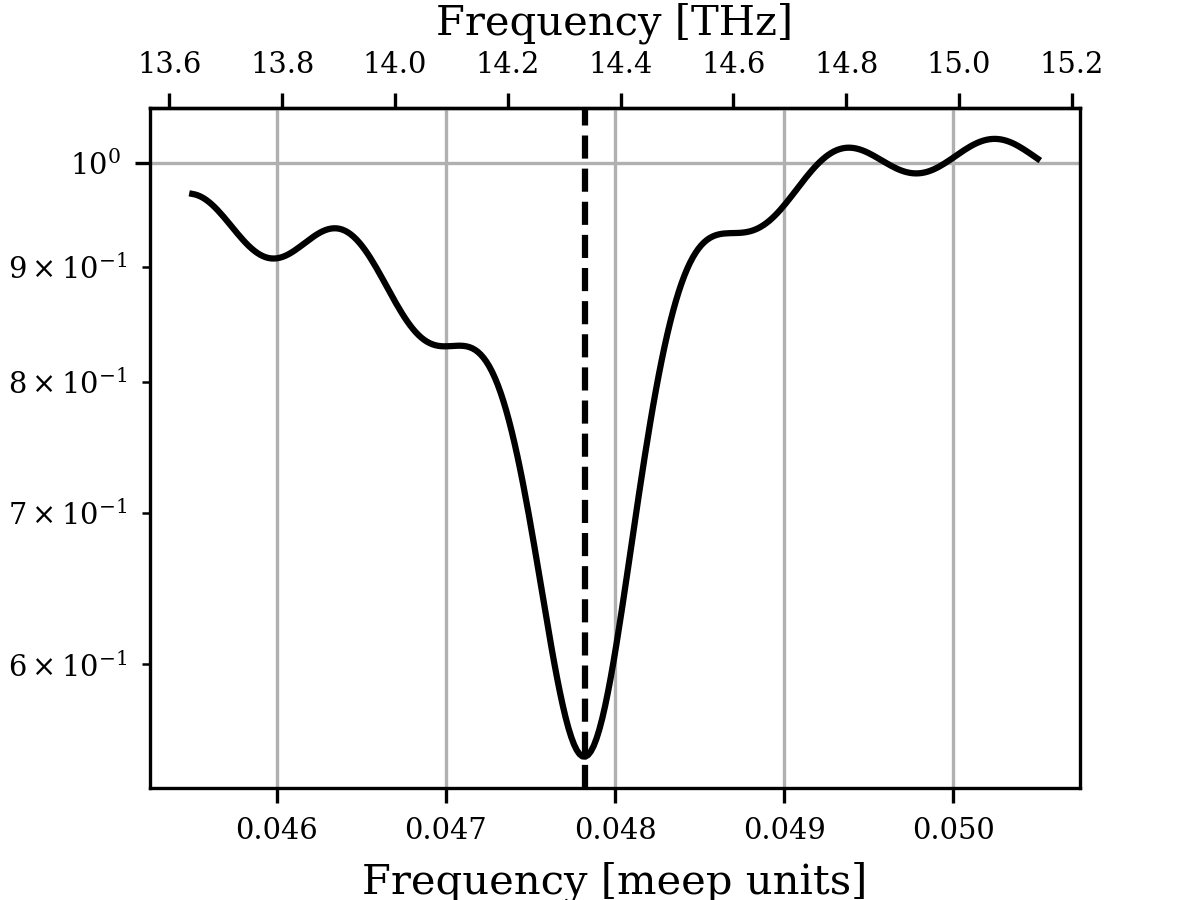 Frequency [THz]
13.6 13.8 14.0 14.2 14.4 14.6 14.8 15.0 15.2
10⁰
9 × 10⁻¹
8 × 10⁻¹
7 × 10⁻¹
6 × 10⁻¹
0.046 0.047 0.048 0.049 0.050
Frequency [meep units]